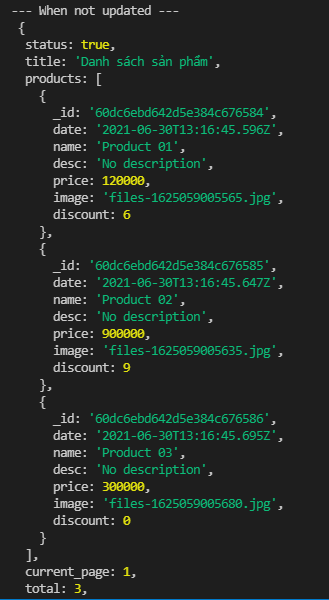 --- When not updated ---
{
status: true,
title: 'Danh sách sản phẩm',
products: [
{
_id: '60dc6ebd642d5e384c676584',
date: '2021-06-30T13:16:45.596Z',
name: 'Product 01',
desc: 'No description',
price: 120000,
image: 'files-1625059005565.jpg',
discount: 6
},
{
_id: '60dc6ebd642d5e384c676585',
date: '2021-06-30T13:16:45.647Z',
name: 'Product 02',
desc: 'No description',
price: 900000,
image: 'files-1625059005635.jpg',
discount: 9
},
{
_id: '60dc6ebd642d5e384c676586',
date: '2021-06-30T13:16:45.695Z',
name: 'Product 03',
desc: 'No description',
price: 300000,
image: 'files-1625059005680.jpg',
discount: 0
}
],
current_page: 1,
total: 3,